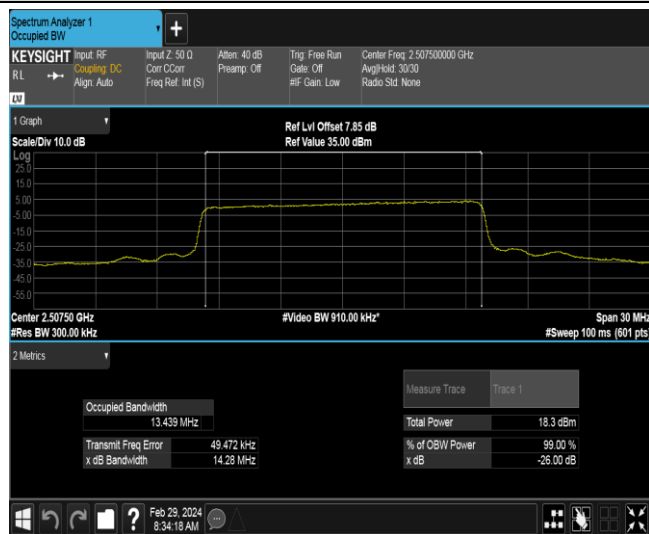 Spectrum Analyzer 1
Occupied BW
+
KEYSIGHT Input: RF Input Z: 50 Ω Atten: 40 dB Trig: Free Run Center Freq: 2.507500000 GHz
RL Coupling: DC Corr CCorr Preamp: Off Gate: Off Avg|Hold: 30/30
Align: Auto Freq Ref: Int (S) #IF Gain: Low Radio Std: None
LXI
1 Graph
Ref Lvl Offset 7.85 dB
Scale/Div 10.0 dB Ref Value 35.00 dBm
Log
25.0
15.0
5.00
-5.00
-15.0
-25.0
-35.0
-45.0
-55.0
Center 2.50750 GHz #Video BW 910.00 kHz* Span 30 MHz
#Res BW 300.00 kHz #Sweep 100 ms (601 pts)
2 Metrics
Measure Trace Trace 1
Occupied Bandwidth
13.439 MHz
Total Power 18.3 dBm
Transmit Freq Error 49.472 kHz % of OBW Power 99.00 %
x dB Bandwidth 14.28 MHz x dB -26.00 dB
? Feb 29, 2024
8:34:18 AM